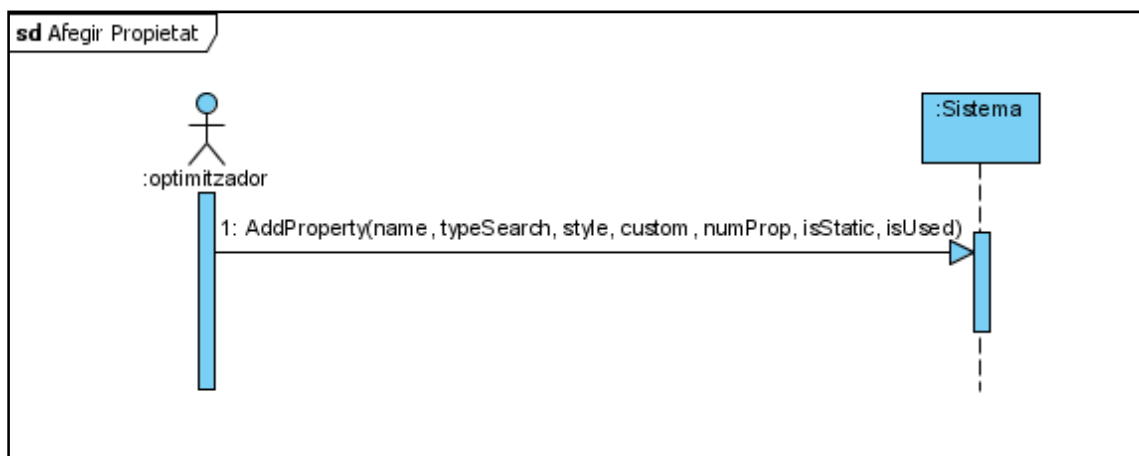 sd Afegir Propietat
:Sistema
:optimitzador
1: AddProperty(name, typeSearch, style, custom, numProp, isStatic, isUsed)